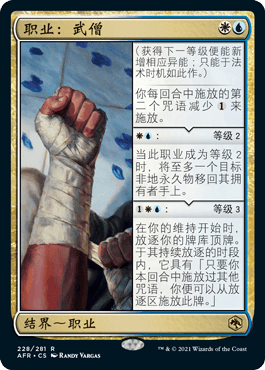 职业：武僧
（获得下一等级便能新
增相应异能；只能于法
术时机如此作。）
你每回合中施放的第
二个咒语减少 1 来
施放。
：等级 2
当此职业成为等级 2
时，将至多一个目标
非地永久物移回其拥
有者手上。
1 ：等级 3
在你的维持开始时，
放逐你的牌库顶牌。
于其持续放逐的时段
内，它具有「只要你
本回合中施放过其他
咒语，你便可以从放
逐区施放此牌。」
结界～职业
228/281 R
AFR • CS RANDY VARGAS
™ & © 2021 Wizards of the Coast